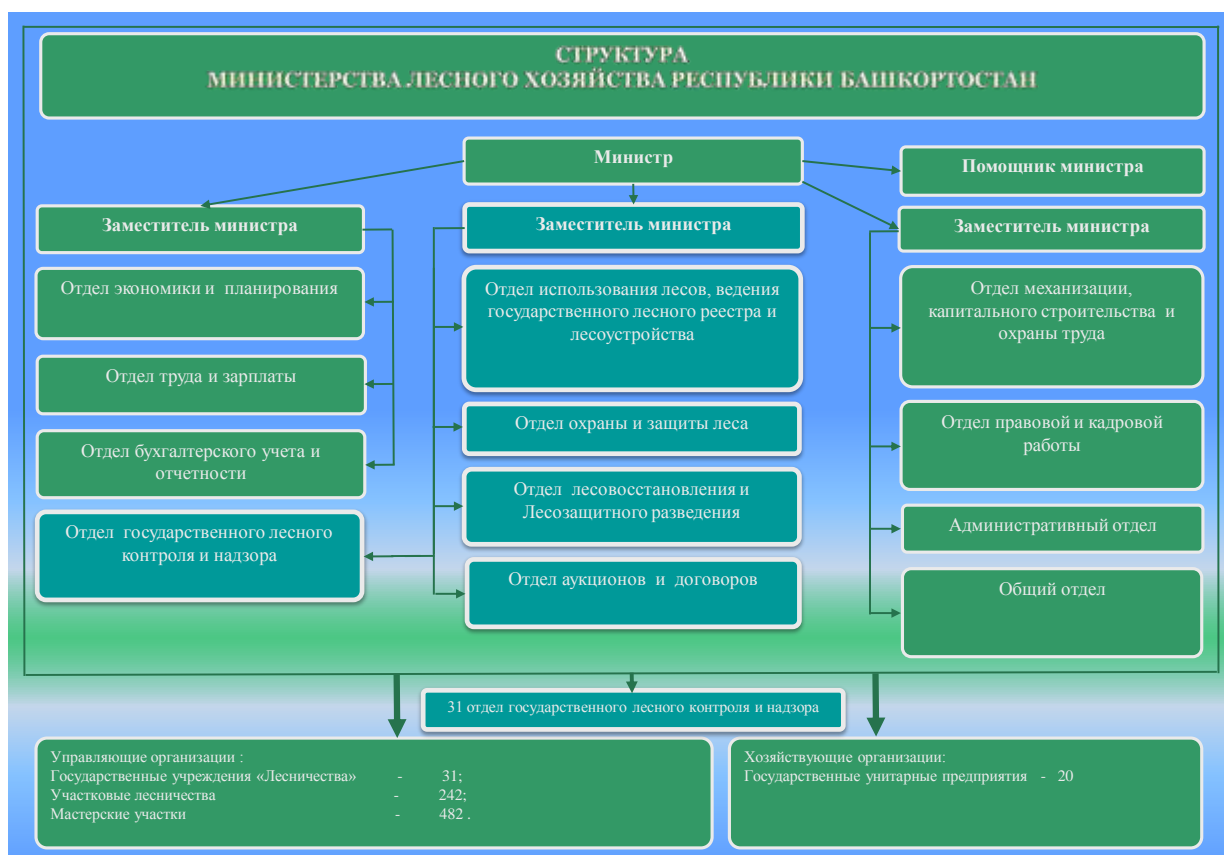 СТРУКТУРА
МИНИСТЕРСТВА ЛЕСНОГО ХОЗЯЙСТВА РЕСПУБЛИКИ БАШКОРТОСТАН
Министр
Помощник министра
Заместитель министра
Отдел экономики и планирования
Отдел труда и зарплаты
Отдел бухгалтерского учета и
отчетности
Отдел государственного лесного
контроля и надзора
Заместитель министра
Отдел использования лесов, ведения
государственного лесного реестра и
лесоустройства
Отдел охраны и защиты леса
Отдел лесовосстановления и
Лесозащитного разведения
Отдел аукционов и договоров
Заместитель министра
Отдел механизации,
капитального строительства и
охраны труда
Отдел правовой и кадровой
работы
Административный отдел
Общий отдел
31 отдел государственного лесного контроля и надзора
Управляющие организации :
Государственные учреждения «Лесничества» - 31;
Участковые лесничества - 242;
Мастерские участки - 482 .
Хозяйствующие организации:
Государственные унитарные предприятия - 20